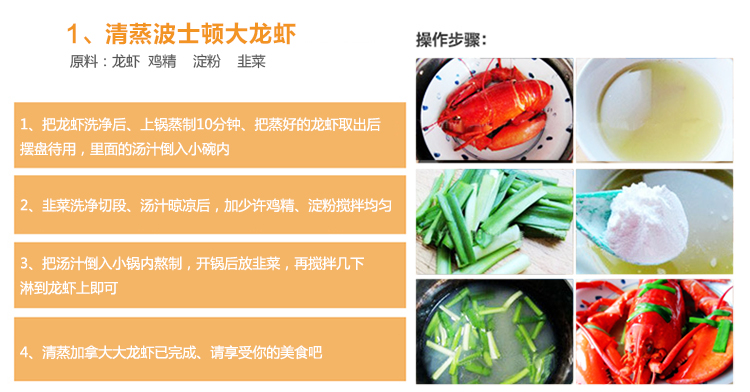 1、清蒸波士顿大龙虾
原料：龙虾 鸡精 淀粉 韭菜
操作步骤：
1、把龙虾洗净后、上锅蒸制10分钟、把蒸好的龙虾取出后
摆盘待用，里面的汤汁倒入小碗内
2、韭菜洗净切段、汤汁晾凉后，加少许鸡精、淀粉搅拌均匀
3、把汤汁倒入小锅内熬制，开锅后放韭菜，再搅拌几下
淋到龙虾上即可
4、清蒸加拿大大龙虾已完成、请享受你的美食吧